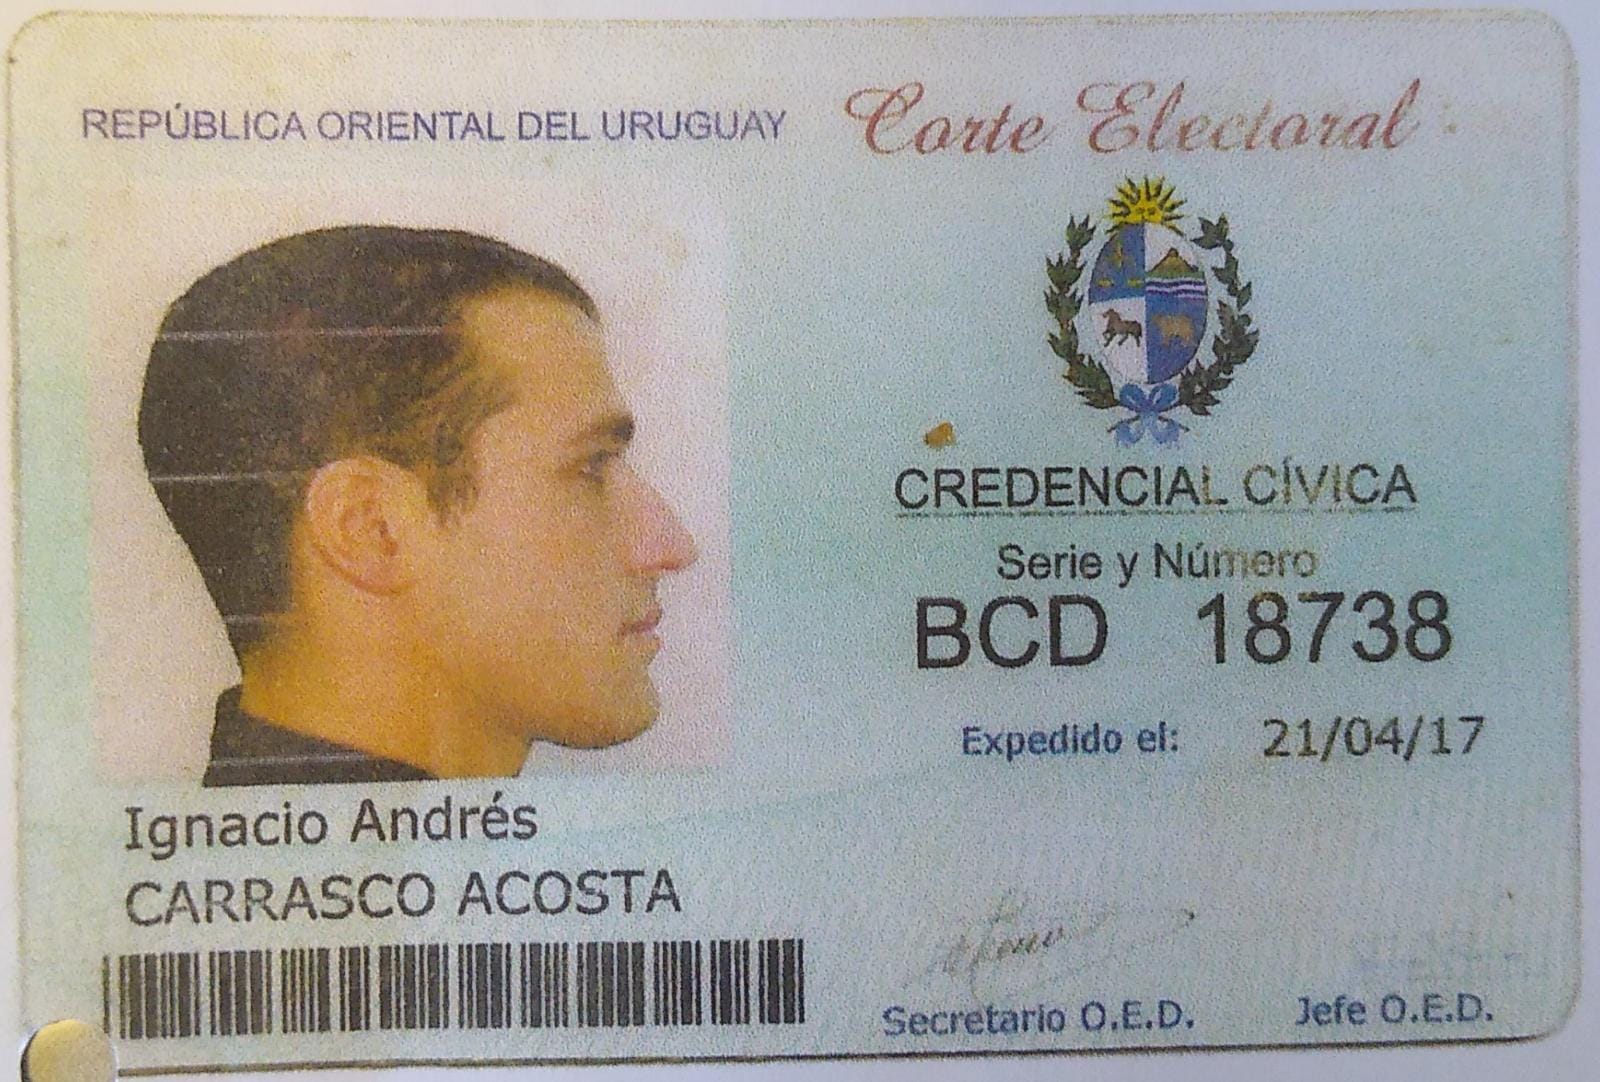 REPÚBLICA ORIENTAL DEL URUGUAY
Corte Electoral
CREDENCIAL CÍVICA
Serie y Número
BCD 18738
Expedido el: 21/04/17
Ignacio Andrés
CARRASCO ACOSTA
Secretario O.E.D.
Jefe O.E.D.